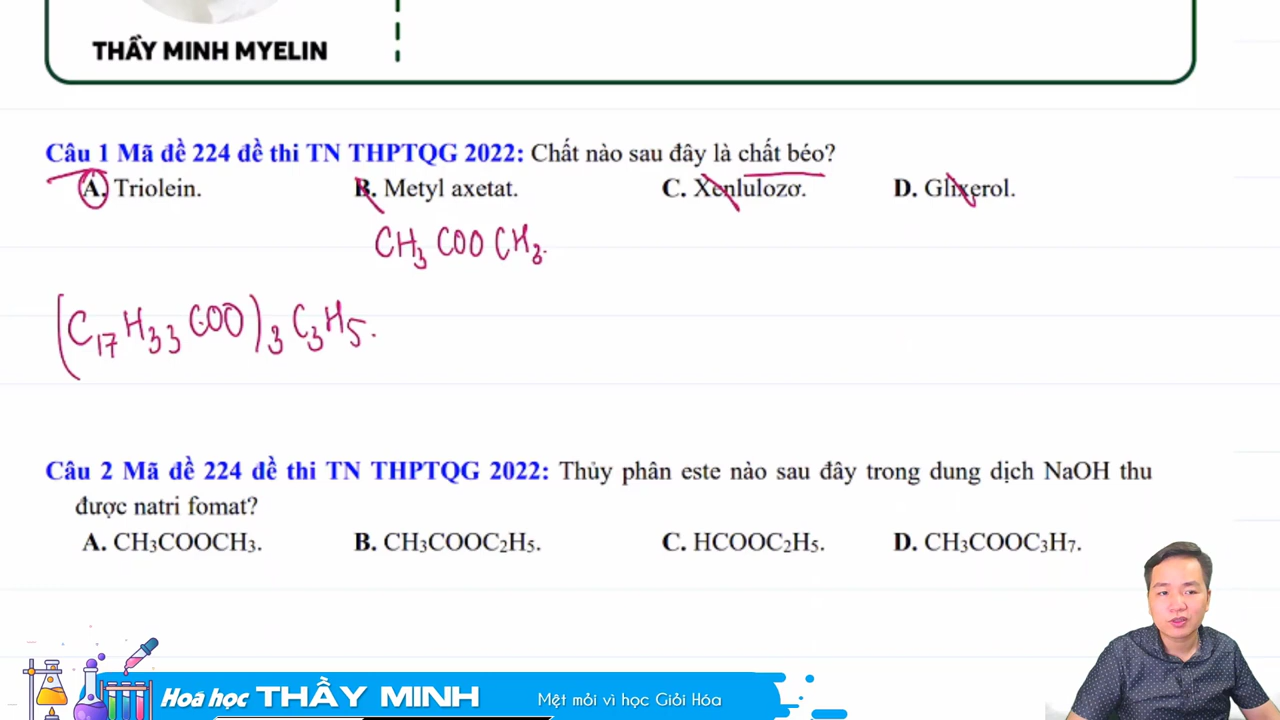 THẦY MINH MYELIN
Câu 1 Mã đề 224 đề thi TN THPTQG 2022: Chất nào sau đây là chất béo?
A. Triolein. B. Metyl axetat. C. Xenlulozơ. D. Glixerol.
CH₃COOCH₃.
(C₁₇H₃₃COO)₃C₃H₅.
Câu 2 Mã đề 224 đề thi TN THPTQG 2022: Thủy phân este nào sau đây trong dung dịch NaOH thu
được natri fomat?
A. CH₃COOCH₃. B. CH₃COOC₂H₅. C. HCOOC₂H₅. D. CH₃COOC₃H₇.
Hoá học THẦY MINH Mệt mỏi vì học Giỏi Hóa